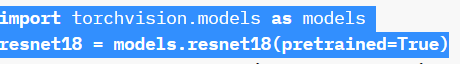 import torchvision.models as models
resnet18 = models.resnet18(pretrained=True)